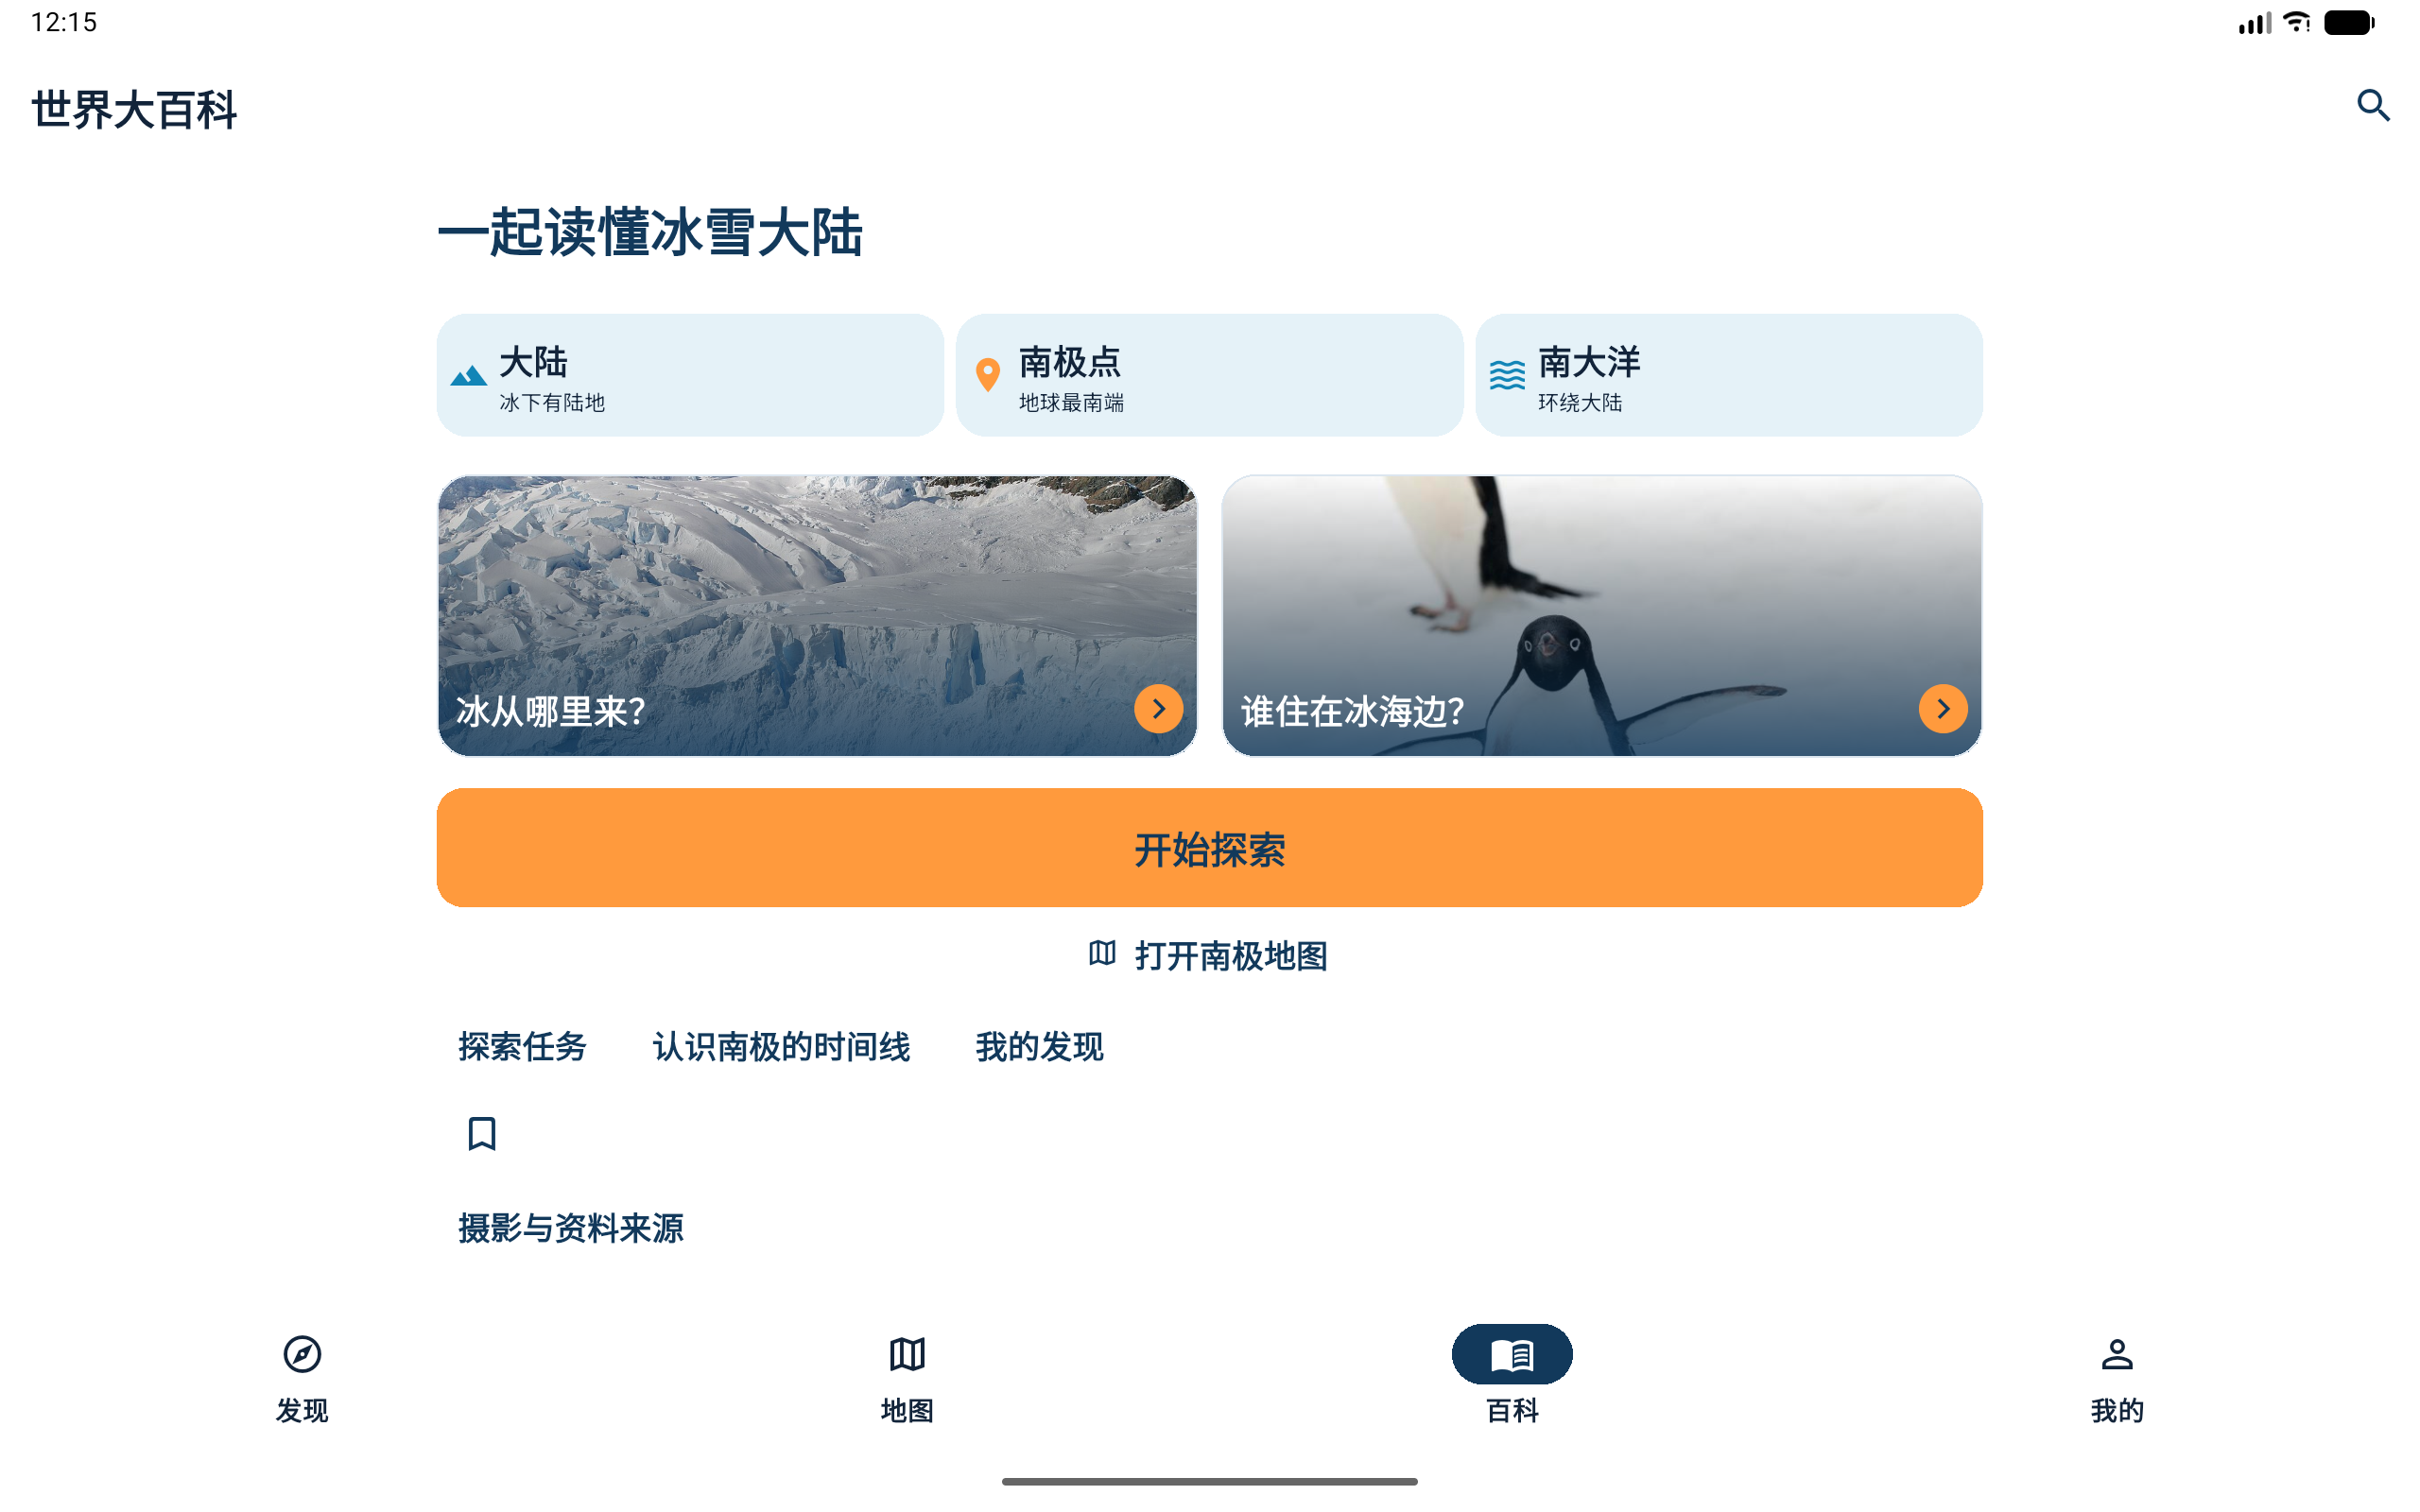 12:15
世界大百科
一起读懂冰雪大陆
大陆
冰下有陆地
南极点
地球最南端
南大洋
环绕大陆
冰从哪里来?
谁住在冰海边?
开始探索
打开南极地图
探索任务
认识南极的时间线
我的发现
摄影与资料来源
发现
地图
百科
我的